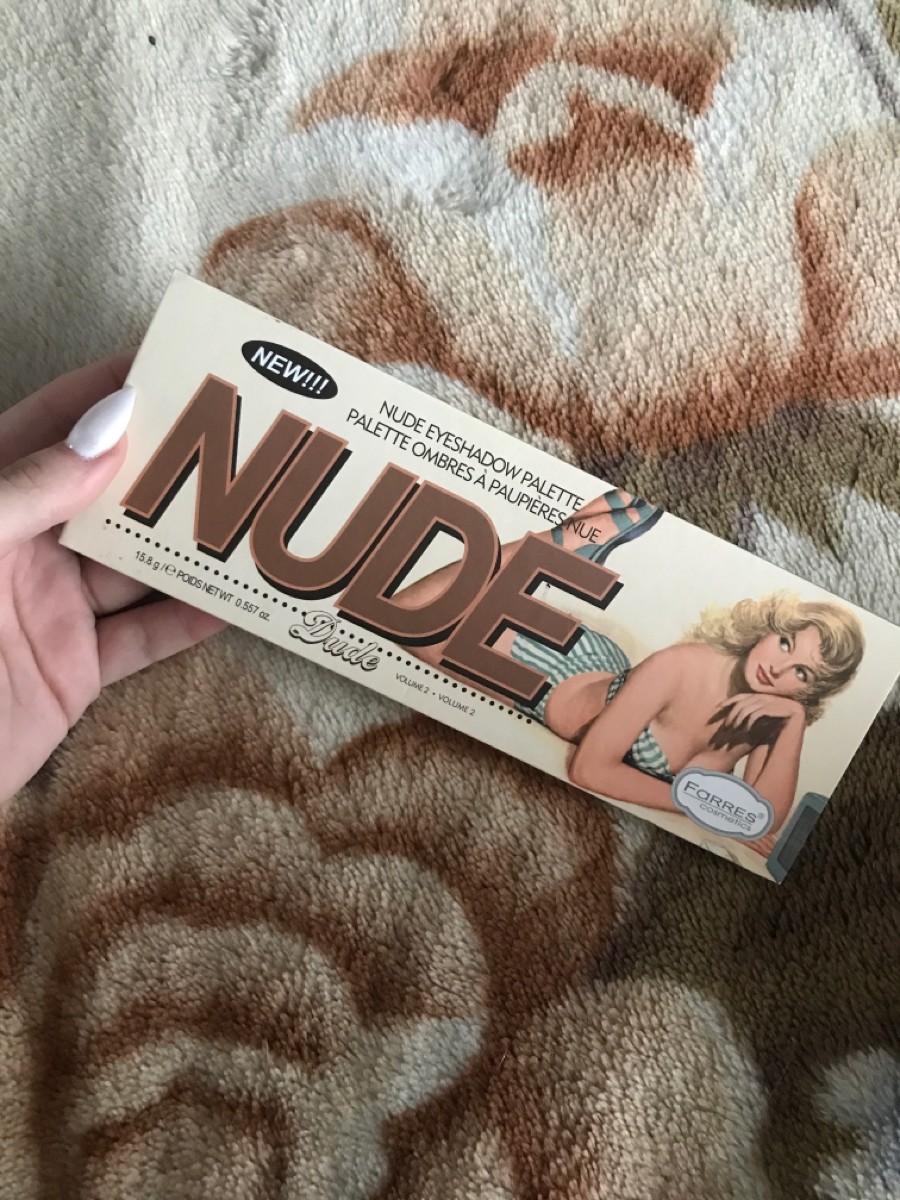 NEW!!!
NUDE EYESHADOW PALETTE
PALETTE OMBRES À PAUPIÈRES NUE
NUDE
15.8 g / ℮ POIDS NET WT 0.557 oz.
Dude
VOLUME 2 • VOLUME 2
FARRES®
cosmetics